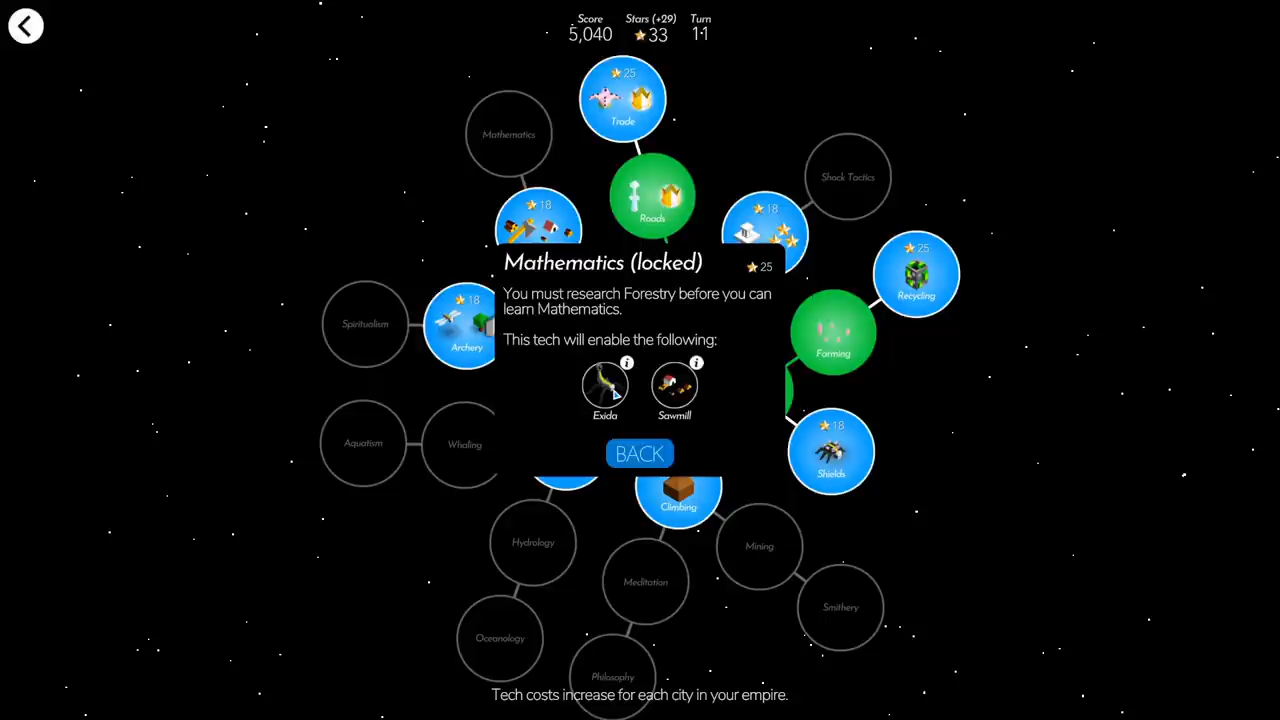 Score
5,040
Stars (+29)
33
Turn
11
25
Trade
Mathematics
Shock Tactics
Roads
18
18
25
Recycling
Mathematics (locked)
25
You must research Forestry before you can
learn Mathematics.
This tech will enable the following:
Exida
Sawmill
BACK
Spiritualism
18
Archery
Farming
Aquatism
Whaling
18
Shields
Climbing
Hydrology
Mining
Meditation
Smithery
Oceanology
Philosophy
Tech costs increase for each city in your empire.